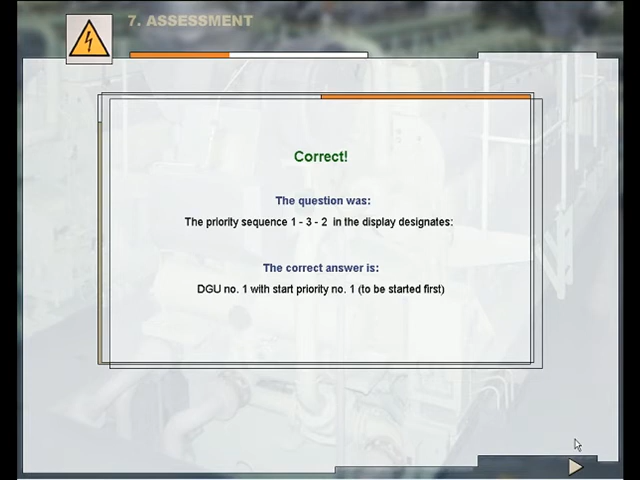 7. ASSESSMENT
Correct!
The question was:
The priority sequence 1 - 3 - 2 in the display designates:
The correct answer is:
DGU no. 1 with start priority no. 1 (to be started first)